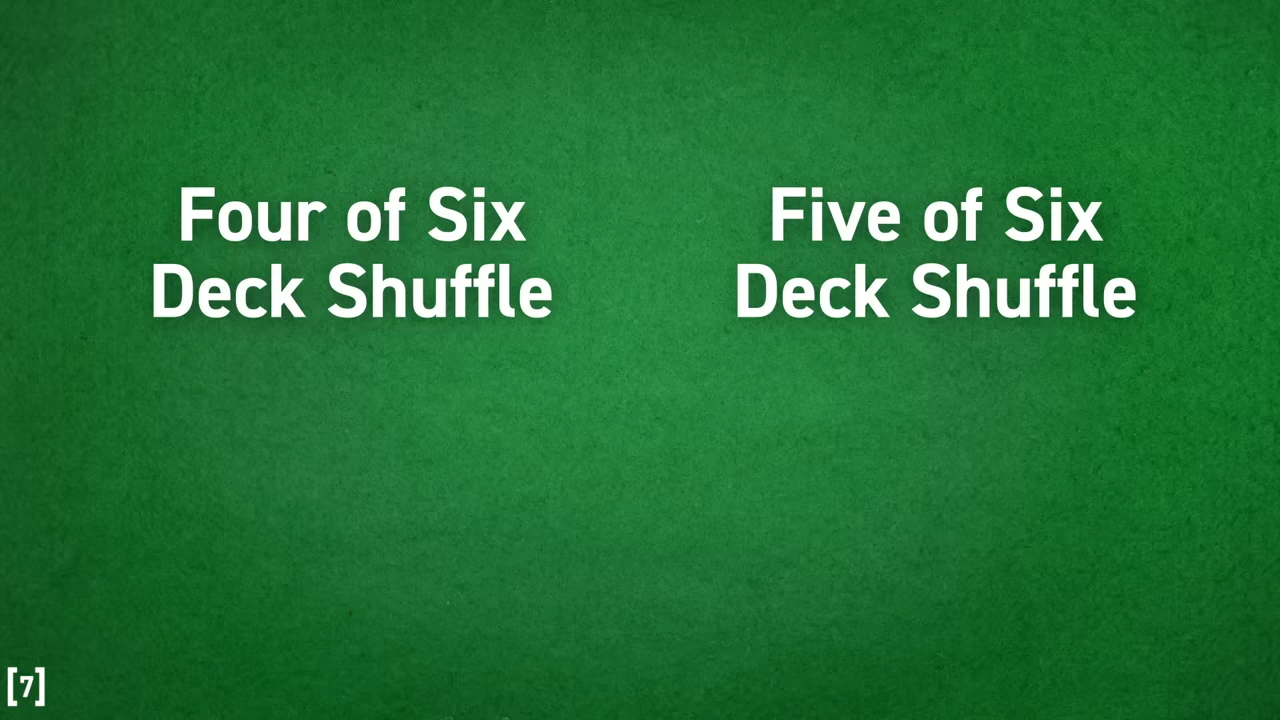 Four of Six
Deck Shuffle
Five of Six
Deck Shuffle
[7]